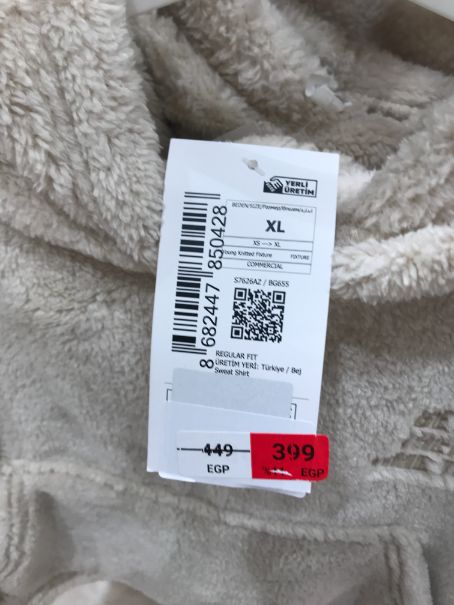 YERLİ
ÜRETİM
XL
XS ---> XL
Young Knitted Fixture FIXTURE
COMMERCIAL
S7626AZ / BG655
8 682447 850428
REGULAR FIT
ÜRETİM YERİ: Türkiye / Bej
Sweat Shirt
449 399
EGP EGP